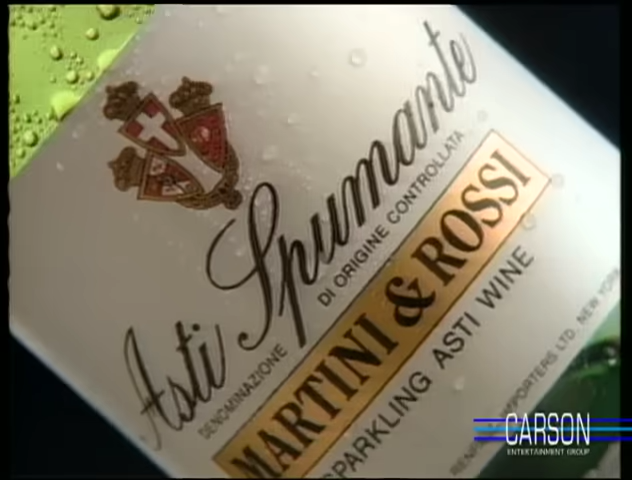 Asti Spumante
DENOMINAZIONE DI ORIGINE CONTROLLATA
MARTINI & ROSSI
SPARKLING ASTI WINE
IMPORTERS LTD. NEW YORK
CARSON
ENTERTAINMENT GROUP